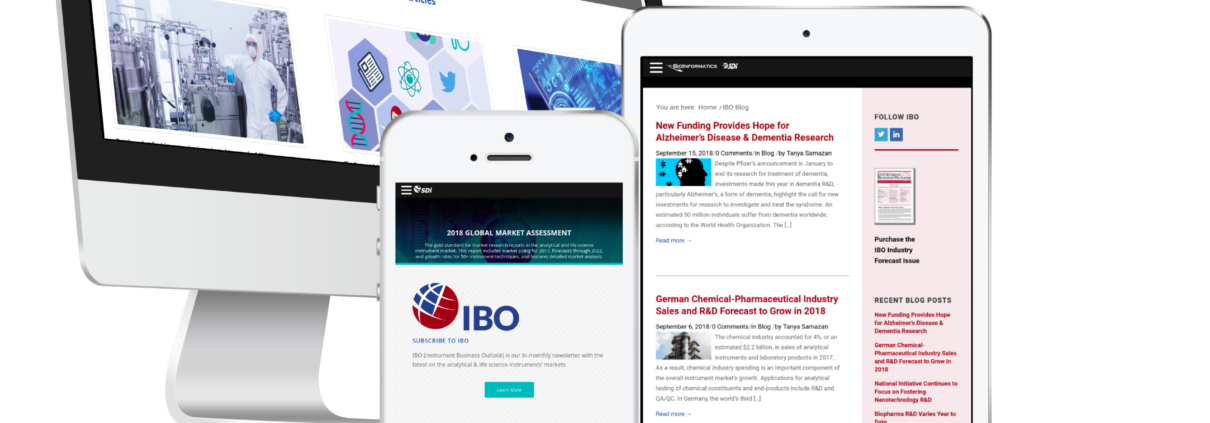 You are here: Home / IBO Blog
New Funding Provides Hope for
Alzheimer's Disease & Dementia Research
September 15, 2018/0 Comments/in Blog /by Tanya Samazan
Despite Pfizer's announcement in January to
end its research for treatment of dementia,
investments made this year in dementia R&D,
particularly Alzheimer's, a form of dementia, highlight the call for new
investments for research to investigate and treat the syndrome. An
estimated 50 million individuals suffer from dementia worldwide,
according to the World Health Organization. The [...]
Read more →
German Chemical-Pharmaceutical Industry
Sales and R&D Forecast to Grow in 2018
September 6, 2018/0 Comments/in Blog /by Tanya Samazan
The chemical industry accounted for 4%, or an
estimated $2.2 billion, in sales of analytical
instruments and laboratory products in 2017.
As a result, chemical industry spending is an important component of
the overall instrument market's growth. Applications for analytical
testing of chemical constituents and end-products include R&D and
QA/QC. In Germany, the world's third [...]
Read more →
BIOINFORMATICS SDi
FOLLOW IBO
Purchase the
IBO Industry
Forecast Issue
RECENT BLOG POSTS
New Funding Provides Hope
for Alzheimer's Disease &
Dementia Research
German Chemical-
Pharmaceutical Industry Sales
and R&D Forecast to Grow in
2018
National Initiative Continues to
Focus on Fostering
Nanotechnology R&D
Biopharma R&D Varies Year to
Date
SDi
2018 GLOBAL MARKET ASSESSMENT
The gold standard for market research reports in the analytical and life science
instrument market. This report includes market sizing for 2017, forecasts through 2022,
and growth rates for 50+ instrument techniques, and features detailed market analysis.
IBO
SUBSCRIBE TO IBO
IBO (Instrument Business Outlook) is our bi-monthly newsletter with the
latest on the analytical & life science instruments' markets
Learn More